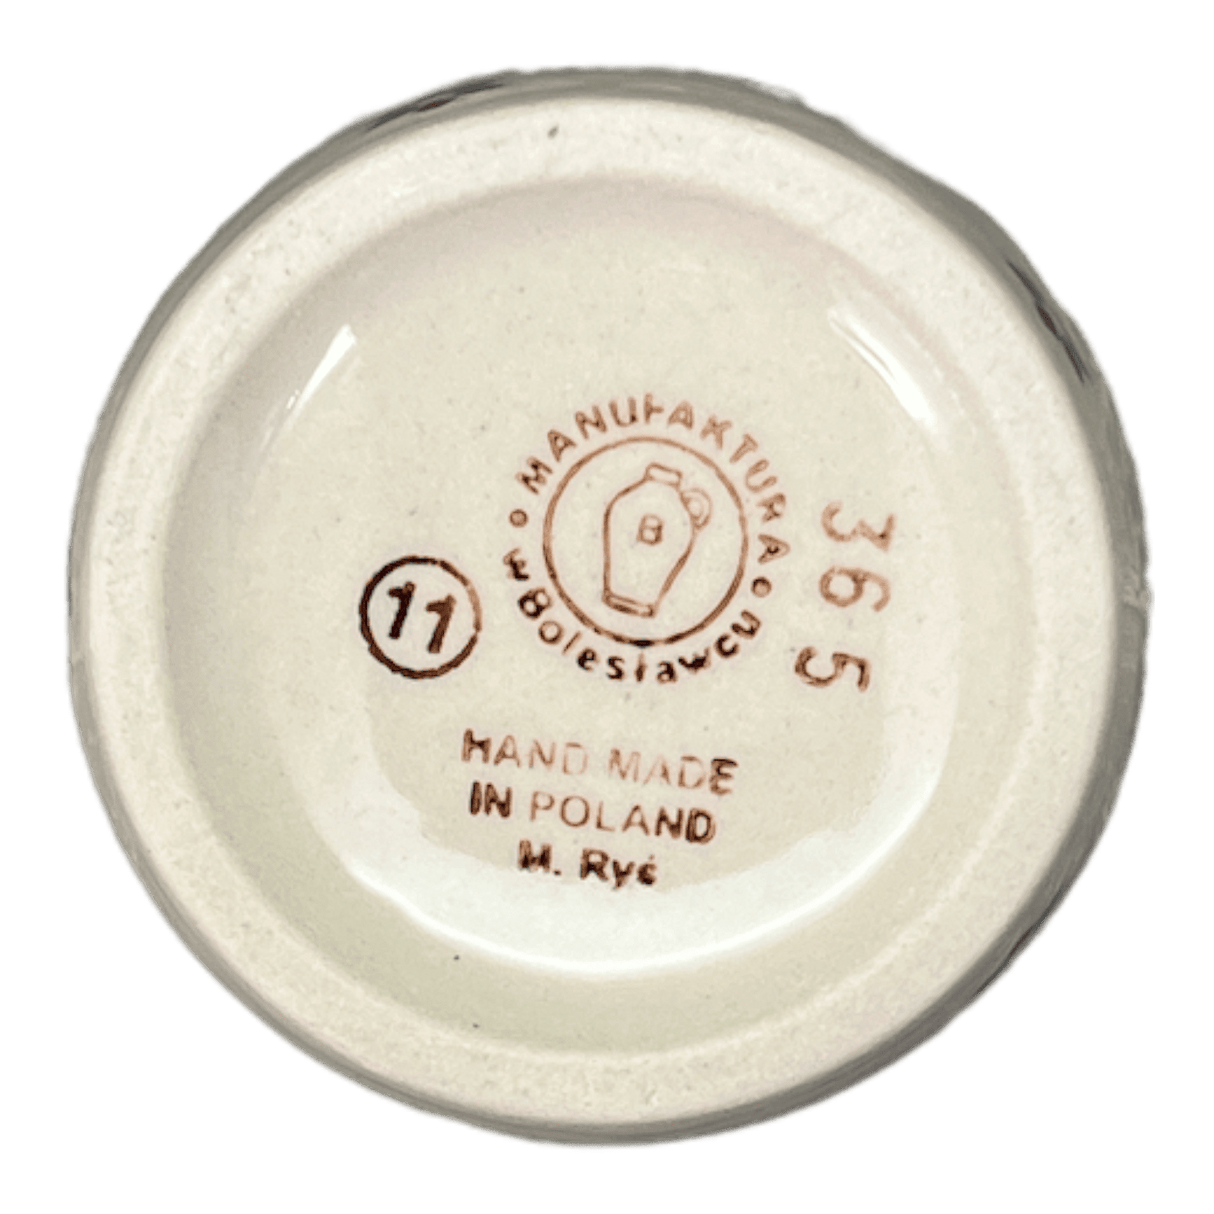 MANUFAKTURA
w Bolesławcu
B
365
11
HAND MADE
IN POLAND
M. Ryś